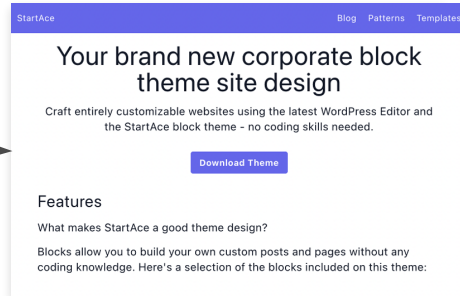 StartAce
Blog Patterns Templates
Your brand new corporate block
theme site design
Craft entirely customizable websites using the latest WordPress Editor and
the StartAce block theme - no coding skills needed.
Download Theme
Features
What makes StartAce a good theme design?
Blocks allow you to build your own custom posts and pages without any
coding knowledge. Here's a selection of the blocks included on this theme: